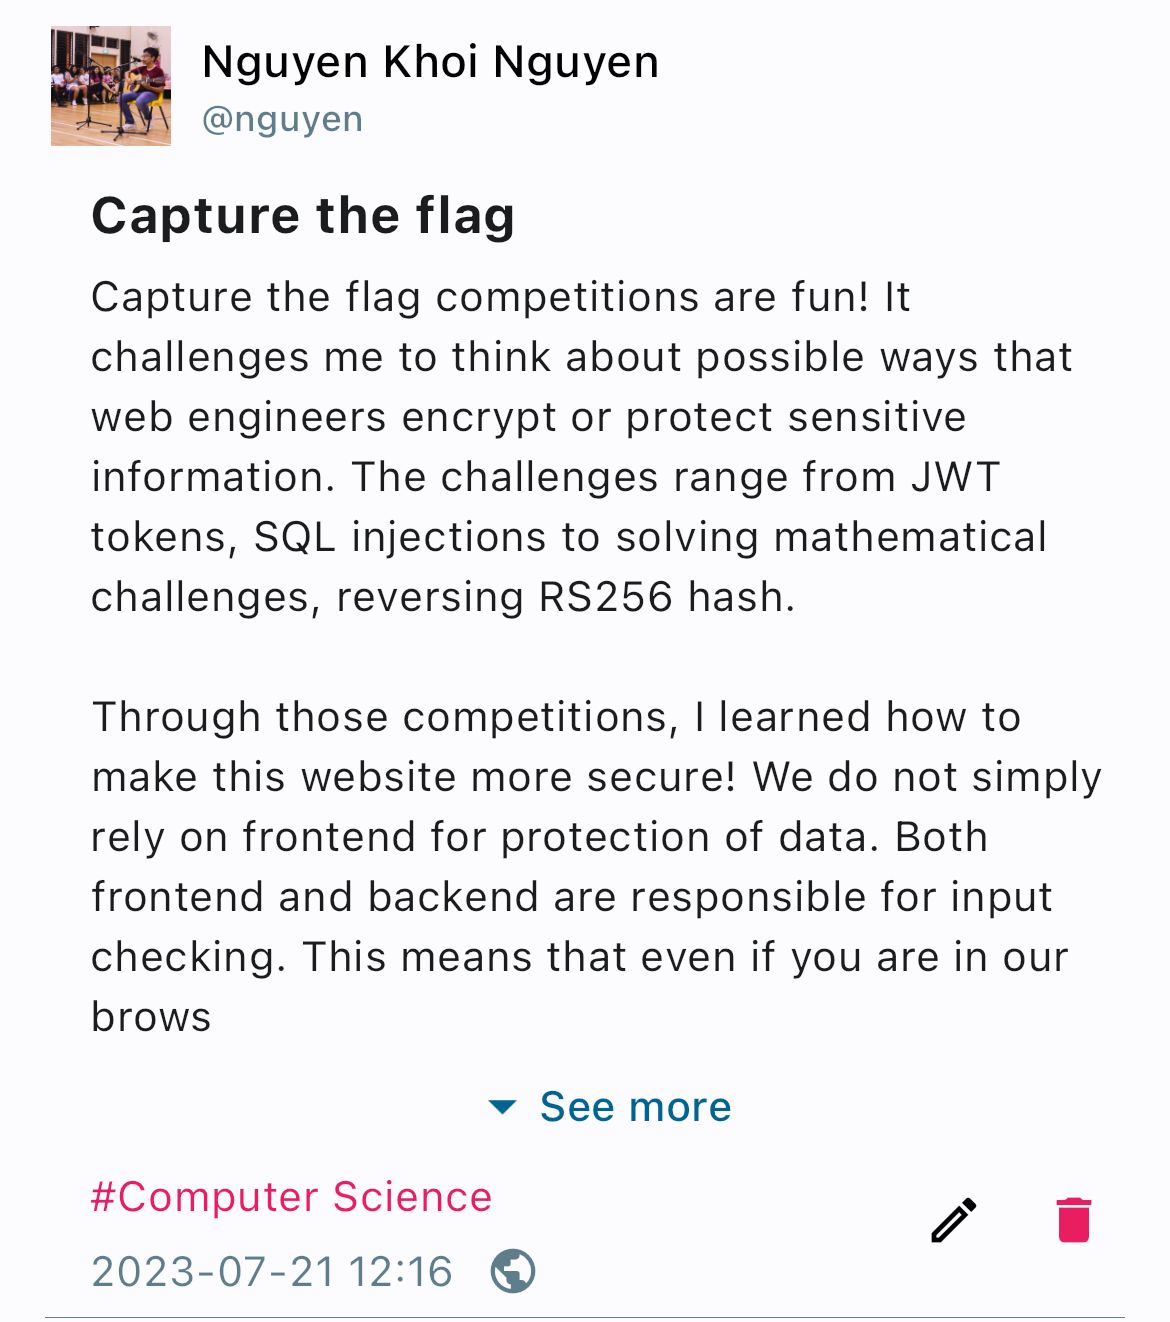 Nguyen Khoi Nguyen
@nguyen
Capture the flag
Capture the flag competitions are fun! It
challenges me to think about possible ways that
web engineers encrypt or protect sensitive
information. The challenges range from JWT
tokens, SQL injections to solving mathematical
challenges, reversing RS256 hash.
Through those competitions, I learned how to
make this website more secure! We do not simply
rely on frontend for protection of data. Both
frontend and backend are responsible for input
checking. This means that even if you are in our
brows
See more
#Computer Science
2023-07-21 12:16